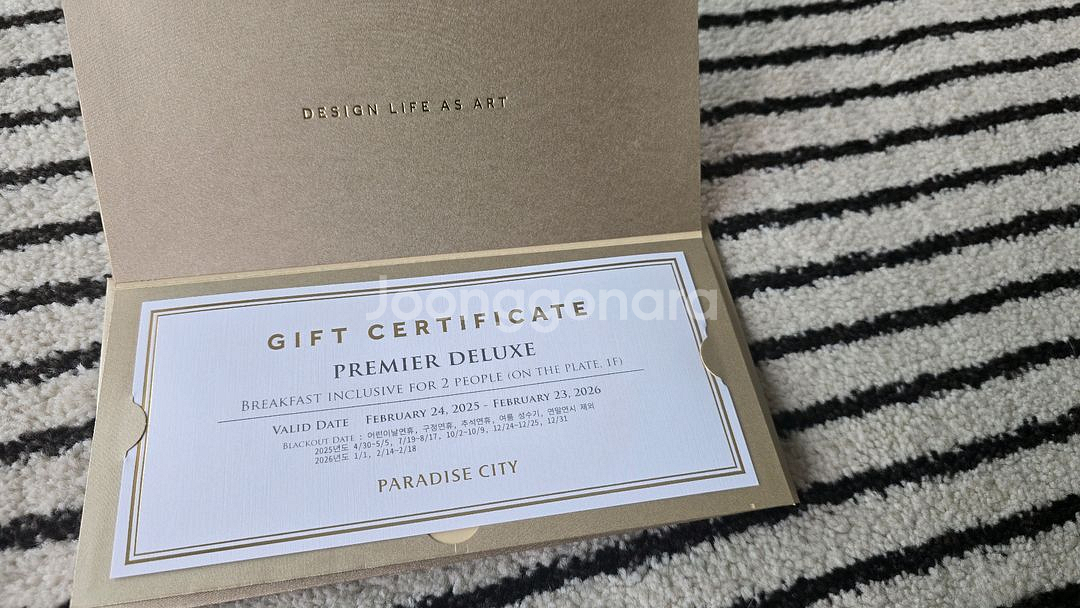 DESIGN LIFE AS ART
Joonggonara
GIFT CERTIFICATE
PREMIER DELUXE
BREAKFAST INCLUSIVE FOR 2 PEOPLE (ON THE PLATE, 1F)
VALID DATE FEBRUARY 24, 2025 - FEBRUARY 23, 2026
BLACKOUT DATE : 어린이날연휴, 구정연휴, 추석연휴, 여름 성수기, 연말연시 제외
2025년도 4/30~5/5, 7/19~8/17, 10/2~10/9, 12/24~12/25, 12/31
2026년도 1/1, 2/14~2/18
PARADISE CITY